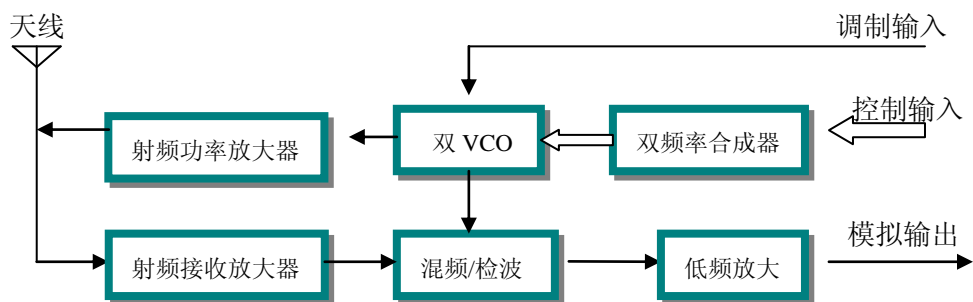 天线
调制输入
控制输入
射频功率放大器
双 VCO
双频率合成器
模拟输出
射频接收放大器
混频/检波
低频放大